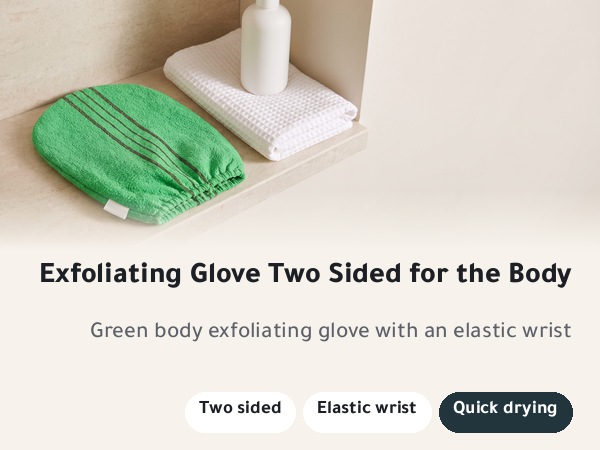 Exfoliating Glove Two Sided for the Body
Green body exfoliating glove with an elastic wrist
Two sided
Elastic wrist
Quick drying